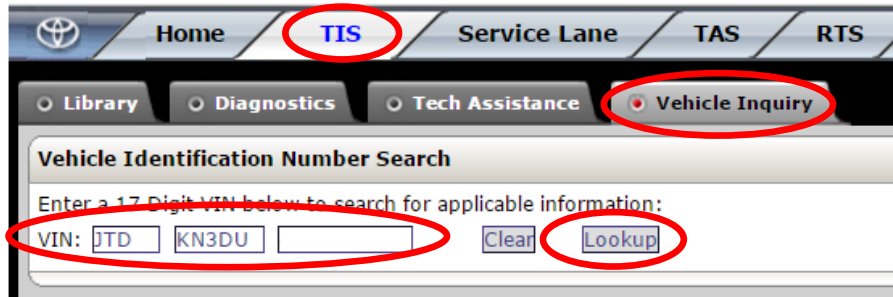 Home TIS Service Lane TAS RTS
Library Diagnostics Tech Assistance Vehicle Inquiry
Vehicle Identification Number Search
Enter a 17 Digit VIN below to search for applicable information:
VIN: JTD KN3DU Clear Lookup